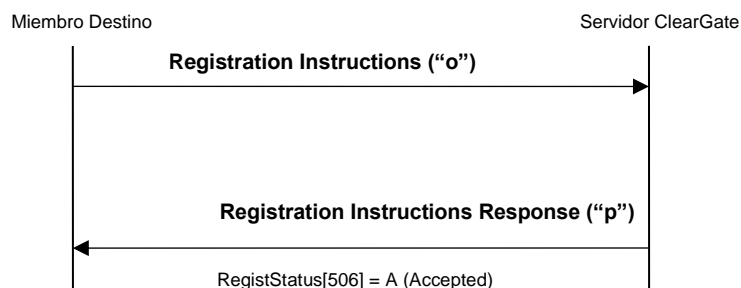 Miembro Destino
Servidor ClearGate
Registration Instructions (“o”)
Registration Instructions Response (“p”)
RegistStatus[506] = A (Accepted)